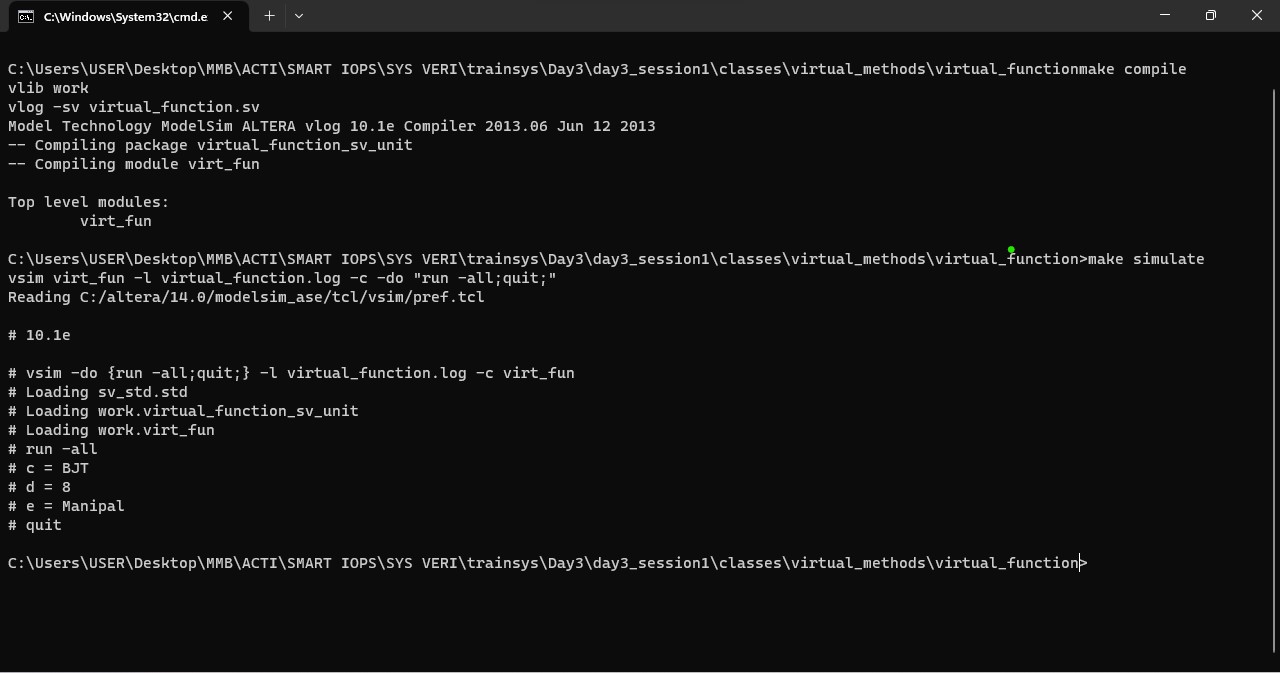 C:\Windows\System32\cmd.e
C:\Users\USER\Desktop\MMB\ACTI\SMART IOPS\SYS VERI\trainsys\Day3\day3_session1\classes\virtual_methods\virtual_functionmake compile
vlib work
vlog -sv virtual_function.sv
Model Technology ModelSim ALTERA vlog 10.1e Compiler 2013.06 Jun 12 2013
-- Compiling package virtual_function_sv_unit
-- Compiling module virt_fun
Top level modules:
virt_fun
C:\Users\USER\Desktop\MMB\ACTI\SMART IOPS\SYS VERI\trainsys\Day3\day3_session1\classes\virtual_methods\virtual_function>make simulate
vsim virt_fun -l virtual_function.log -c -do "run -all;quit;"
Reading C:/altera/14.0/modelsim_ase/tcl/vsim/pref.tcl
# 10.1e
# vsim -do {run -all;quit;} -l virtual_function.log -c virt_fun
# Loading sv_std.std
# Loading work.virtual_function_sv_unit
# Loading work.virt_fun
# run -all
# c = BJT
# d = 8
# e = Manipal
# quit
C:\Users\USER\Desktop\MMB\ACTI\SMART IOPS\SYS VERI\trainsys\Day3\day3_session1\classes\virtual_methods\virtual_function>